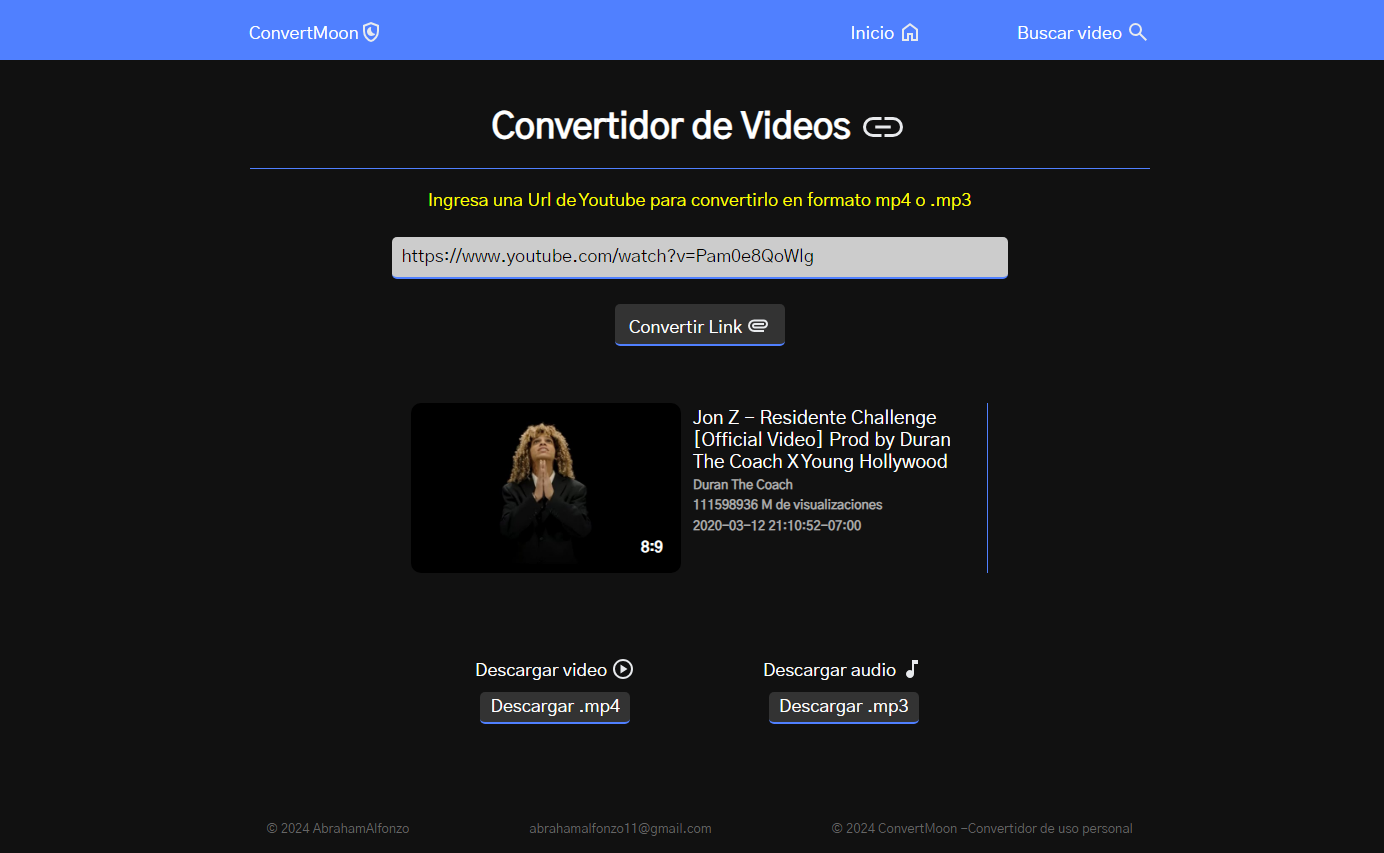 ConvertMoon
Inicio
Buscar video
Convertidor de Videos
Ingresa una Url de Youtube para convertirlo en formato mp4 o .mp3
https://www.youtube.com/watch?v=Pam0e8QoWlg
Convertir Link
Jon Z - Residente Challenge
[Official Video] Prod by Duran
The Coach X Young Hollywood
Duran The Coach
111598936 M de visualizaciones
2020-03-12 21:10:52-07:00
8:9
Descargar video
Descargar audio
Descargar .mp4
Descargar .mp3
© 2024 AbrahamAlfonzo
abrahamalfonzo11@gmail.com
© 2024 ConvertMoon -Convertidor de uso personal